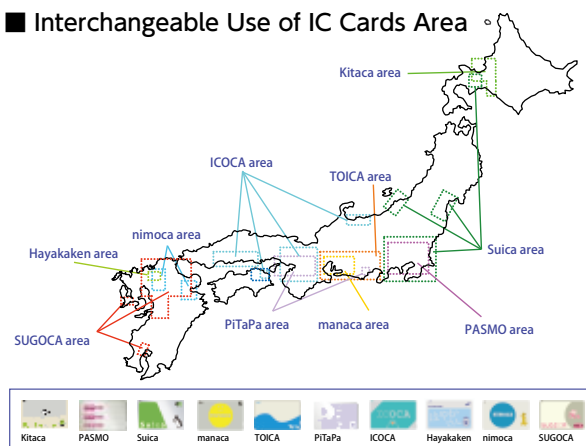 ■ Interchangeable Use of IC Cards Area
Kitaca area
ICOCA area
TOICA area
nimoca area
Hayakaken area
Suica area
SUGOCA area
PiTaPa area
manaca area
PASMO area
Kitaca PASMO Suica manaca TOICA PiTaPa ICOCA Hayakaken nimoca SUGOCA